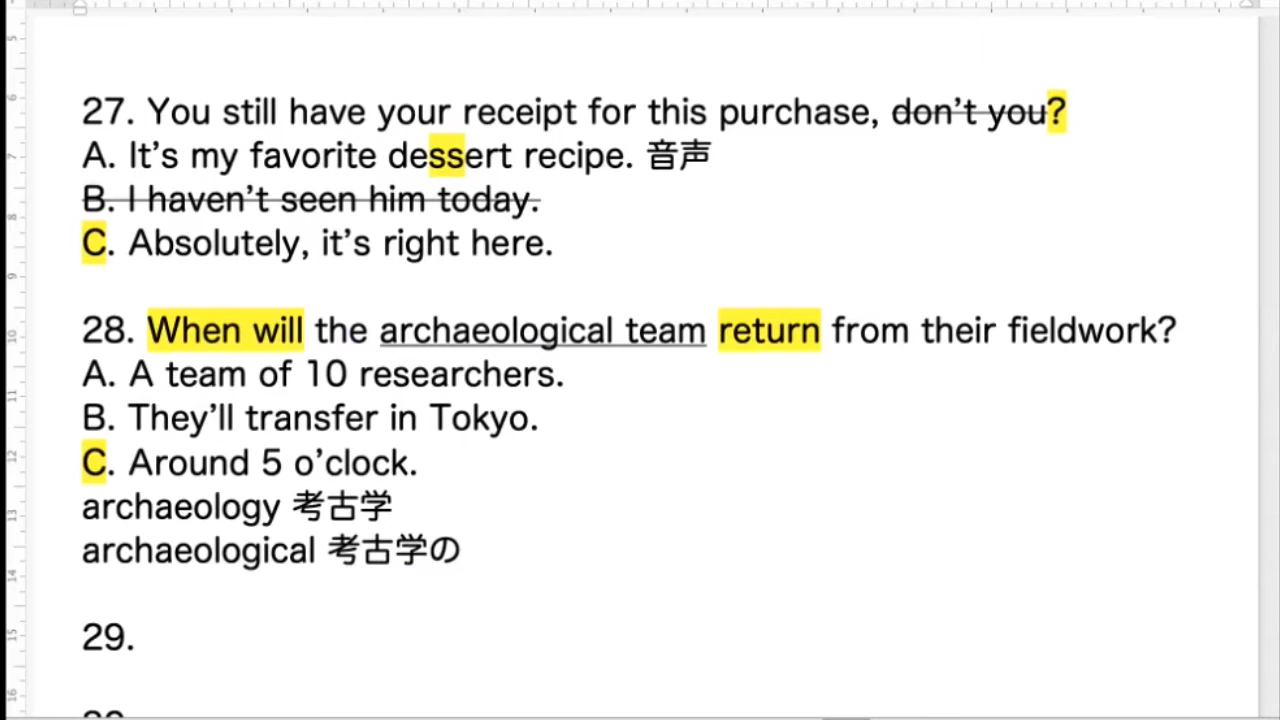 27. You still have your receipt for this purchase, don't you?
A. It's my favorite dessert recipe. 音声
B. I haven't seen him today.
C. Absolutely, it's right here.
28. When will the archaeological team return from their fieldwork?
A. A team of 10 researchers.
B. They'll transfer in Tokyo.
C. Around 5 o'clock.
archaeology 考古学
archaeological 考古学の
29.